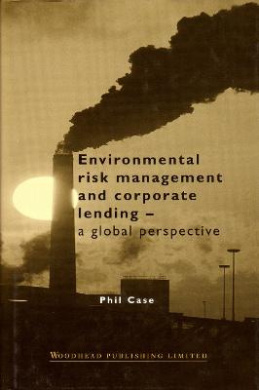 Environmental
risk management
and corporate
lending –
a global perspective
Phil Case
WOODHEAD PUBLISHING LIMITED